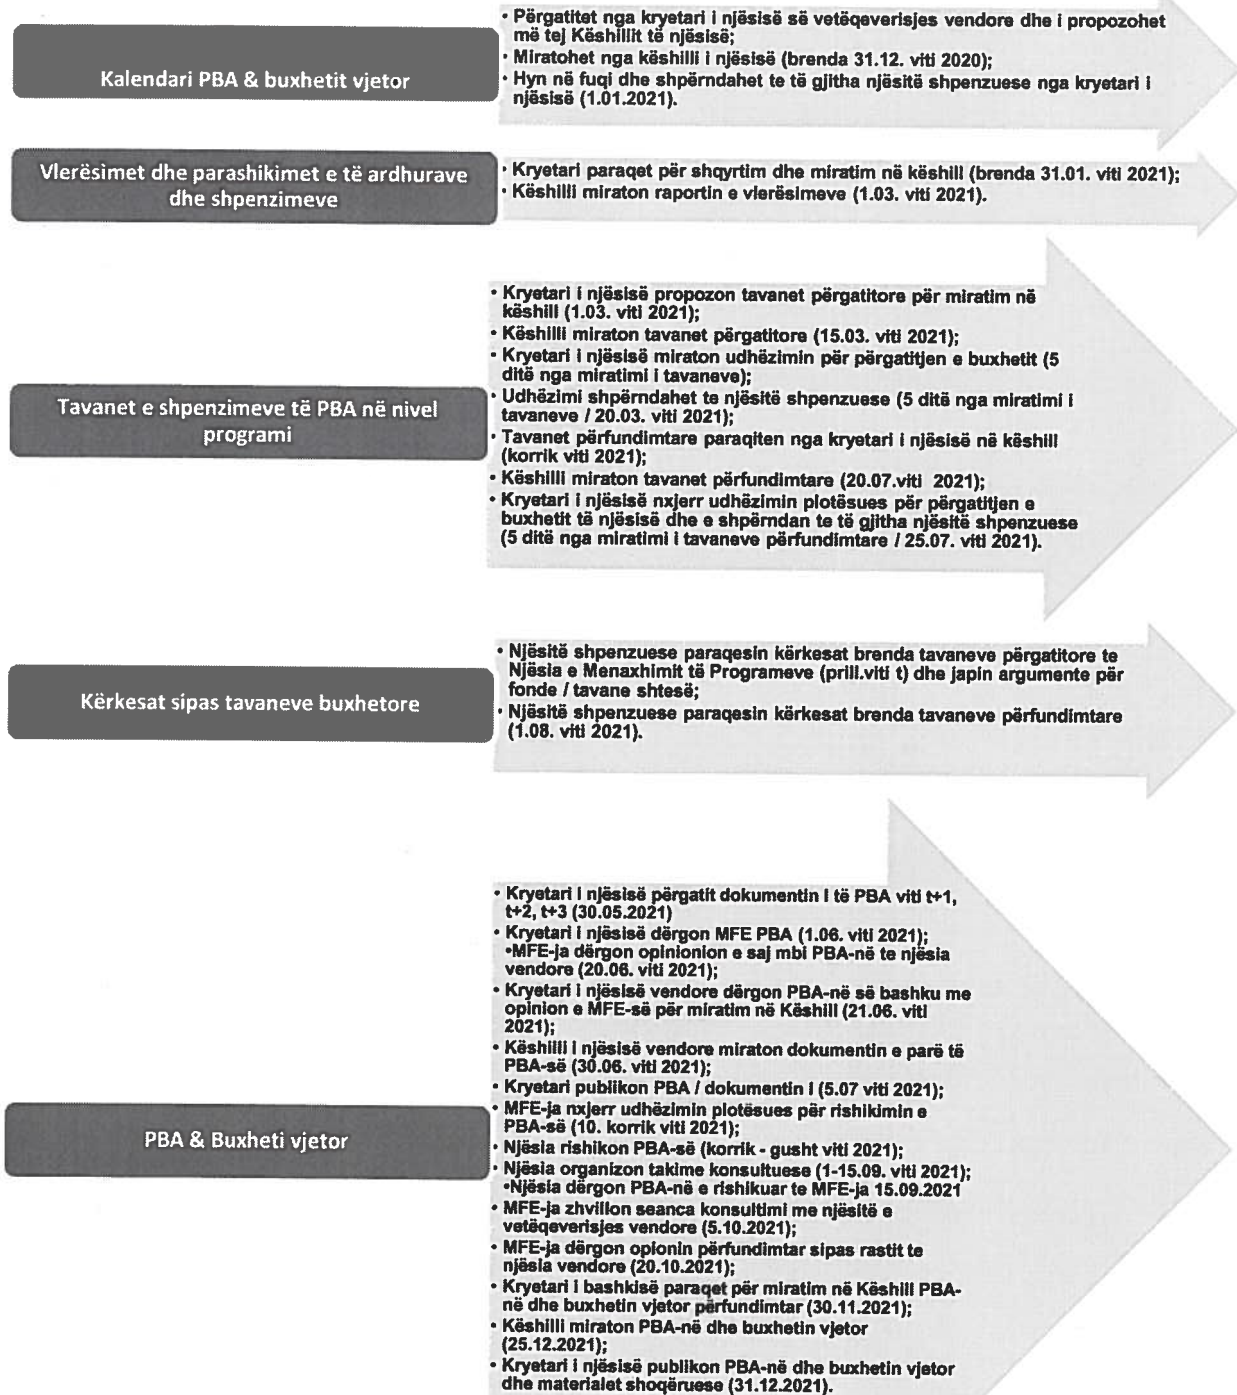 • Përgatitet nga kryetari i njësisë së vetëqeverisjes vendore dhe i propozohet
më tej Këshillit të njësisë;
• Miratohet nga këshilli i njësisë (brenda 31.12. viti 2020);
• Hyn në fuqi dhe shpërndahet te të gjitha njësitë shpenzuese nga kryetari i
njësisë (1.01.2021).
Kalendari PBA & buxhetit vjetor
Vlerësimet dhe parashikimet e të ardhurave
dhe shpenzimeve
• Kryetari paraqet për shqyrtim dhe miratim në këshill (brenda 31.01. viti 2021);
• Këshilli miraton raportin e vlerësimeve (1.03. viti 2021).
Tavanet e shpenzimeve të PBA në nivel
programi
• Kryetari i njësisë propozon tavanet përgatitore për miratim në
këshill (1.03. viti 2021);
• Këshilli miraton tavanet përgatitore (15.03. viti 2021);
• Kryetari i njësisë miraton udhëzimin për përgatitjen e buxhetit (5
ditë nga miratimi i tavaneve);
• Udhëzimi shpërndahet te njësitë shpenzuese (5 ditë nga miratimi i
tavaneve / 20.03. viti 2021);
• Tavanet përfundimtare paraqiten nga kryetari i njësisë në këshill
(korrik viti 2021);
• Këshilli miraton tavanet përfundimtare (20.07.viti 2021);
• Kryetari i njësisë nxjerr udhëzimin plotësues për përgatitjen e
buxhetit të njësisë dhe e shpërndan te të gjitha njësitë shpenzuese
(5 ditë nga miratimi i tavaneve përfundimtare / 25.07. viti 2021).
Kërkesat sipas tavaneve buxhetore
• Njësitë shpenzuese paraqesin kërkesat brenda tavaneve përgatitore te
Njësia e Menaxhimit të Programeve (prill.viti t) dhe japin argumente për
fonde / tavane shtesë;
• Njësitë shpenzuese paraqesin kërkesat brenda tavaneve përfundimtare
(1.08. viti 2021).
PBA & Buxheti vjetor
• Kryetari i njësisë përgatit dokumentin I të PBA viti t+1,
t+2, t+3 (30.05.2021)
• Kryetari i njësisë dërgon MFE PBA (1.06. viti 2021);
•MFE-ja dërgon opinionion e saj mbi PBA-në te njësia
vendore (20.06. viti 2021);
• Kryetari i njësisë vendore dërgon PBA-në së bashku me
opinion e MFE-së për miratim në Këshill (21.06. viti
2021);
• Këshilli i njësisë vendore miraton dokumentin e parë të
PBA-së (30.06. viti 2021);
• Kryetari publikon PBA / dokumentin I (5.07 viti 2021);
• MFE-ja nxjerr udhëzimin plotësues për rishikimin e
PBA-së (10. korrik viti 2021);
• Njësia rishikon PBA-së (korrik - gusht viti 2021);
• Njësia organizon takime konsultuese (1-15.09. viti 2021);
•Njësia dërgon PBA-në e rishikuar te MFE-ja 15.09.2021
• MFE-ja zhvillon seanca konsultimi me njësitë e
vetëqeverisjes vendore (5.10.2021);
• MFE-ja dërgon opionin përfundimtar sipas rastit te
njësia vendore (20.10.2021);
• Kryetari i bashkisë paraqet për miratim në Këshill PBA-
në dhe buxhetin vjetor përfundimtar (30.11.2021);
• Këshilli miraton PBA-në dhe buxhetin vjetor
(25.12.2021);
• Kryetari i njësisë publikon PBA-në dhe buxhetin vjetor
dhe materialet shoqëruese (31.12.2021).